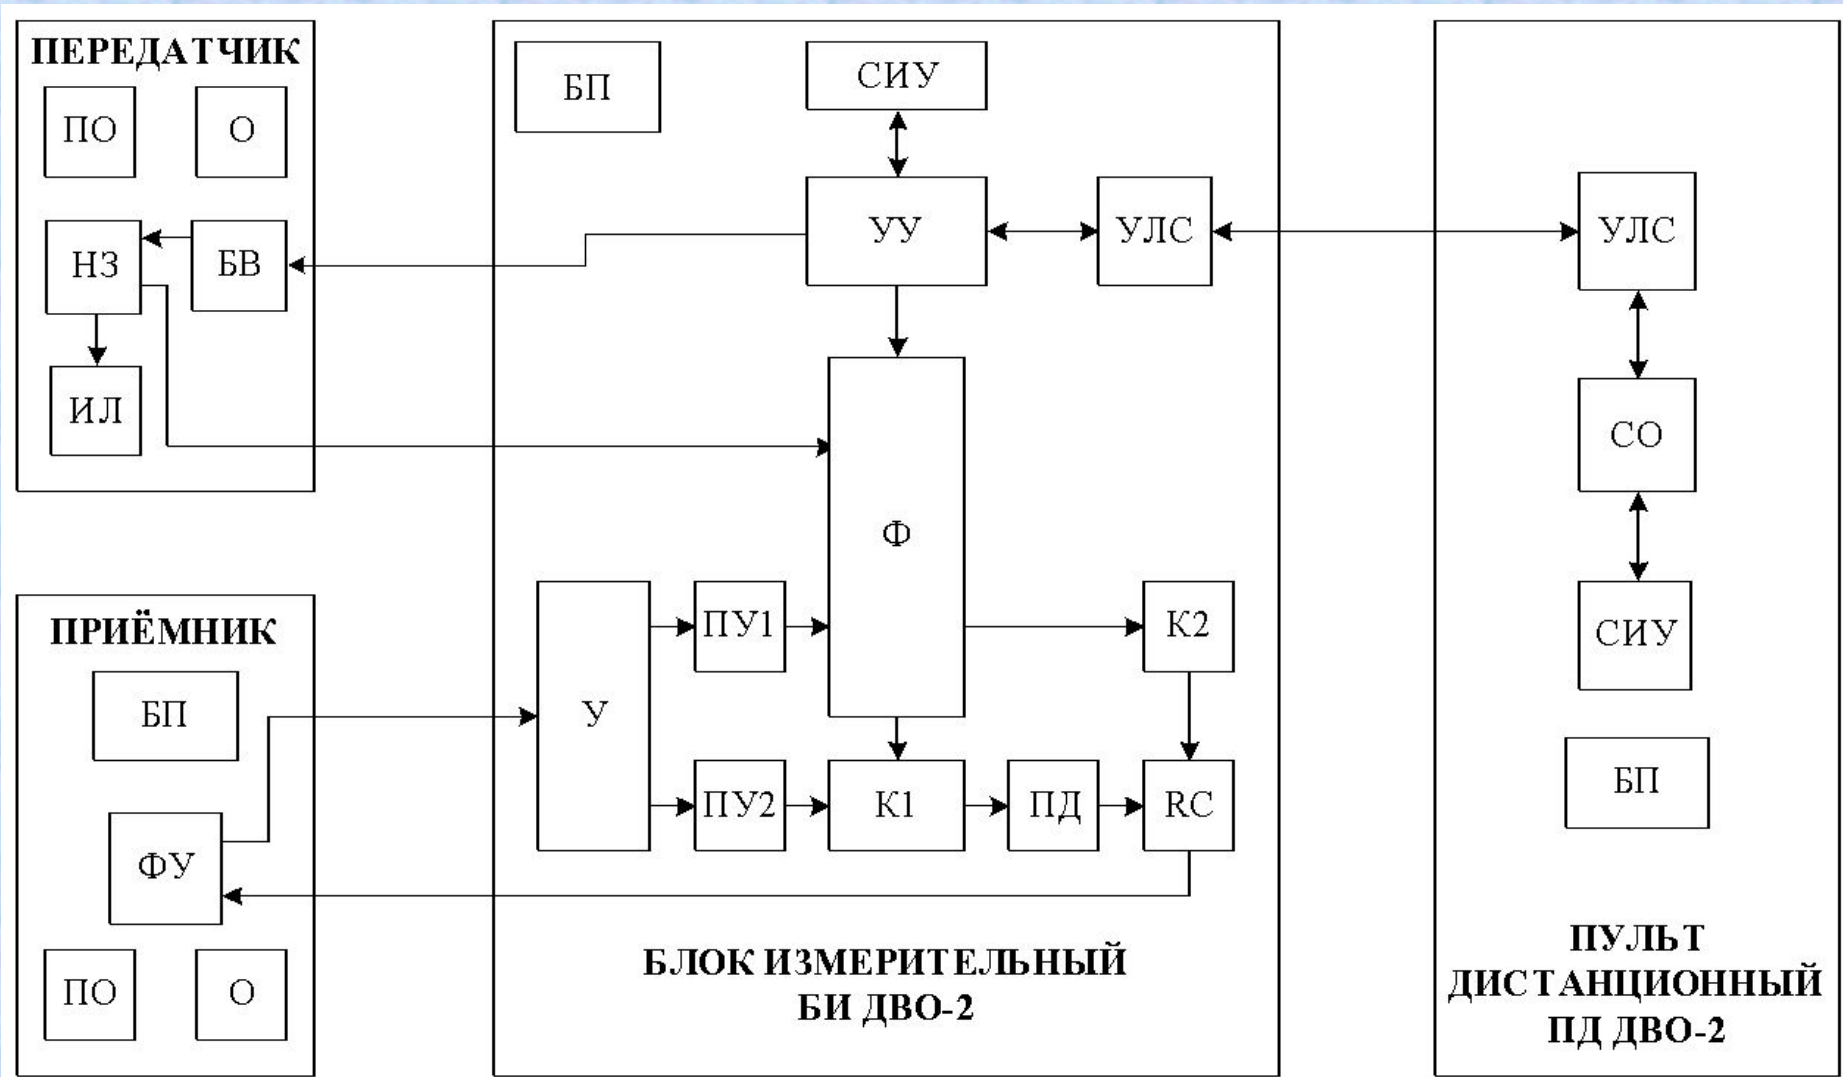 ПЕРЕДАТЧИК
ПО
О
НЗ
БВ
ИЛ
ПРИЁМНИК
БП
ФУ
ПО
О
БП
СИУ
УУ
УЛС
Ф
У
ПУ1
К2
ПУ2
К1
ПД
RC
БЛОК ИЗМЕРИТЕЛЬНЫЙ
БИ ДВО-2
УЛС
СО
СИУ
БП
ПУЛЬТ
ДИСТАНЦИОННЫЙ
ПД ДВО-2